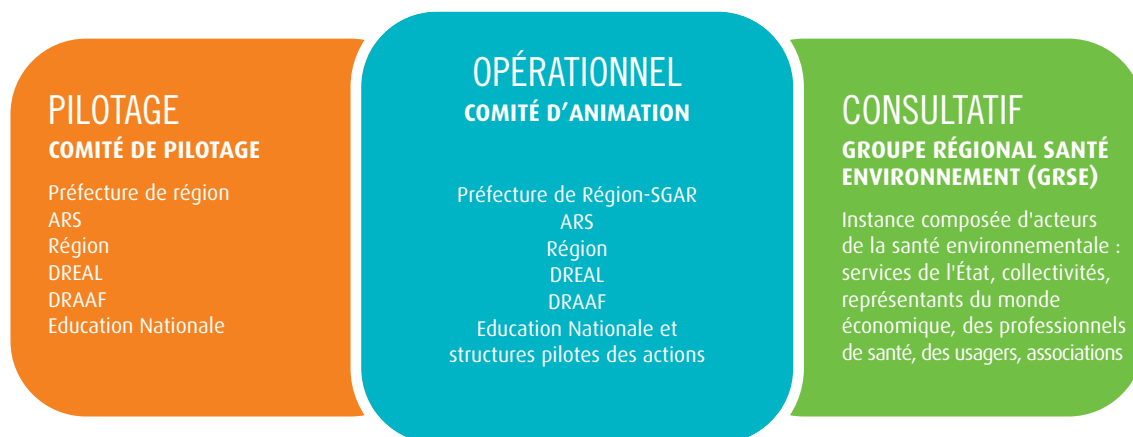 PILOTAGE
COMITÉ DE PILOTAGE
Préfecture de région
ARS
Région
DREAL
DRAAF
Education Nationale
OPÉRATIONNEL
COMITÉ D'ANIMATION
Préfecture de Région-SGAR
ARS
Région
DREAL
DRAAF
Education Nationale et
structures pilotes des actions
CONSULTATIF
GROUPE RÉGIONAL SANTÉ
ENVIRONNEMENT (GRSE)
Instance composée d'acteurs
de la santé environnementale :
services de l'État, collectivités,
représentants du monde
économique, des professionnels
de santé, des usagers, associations